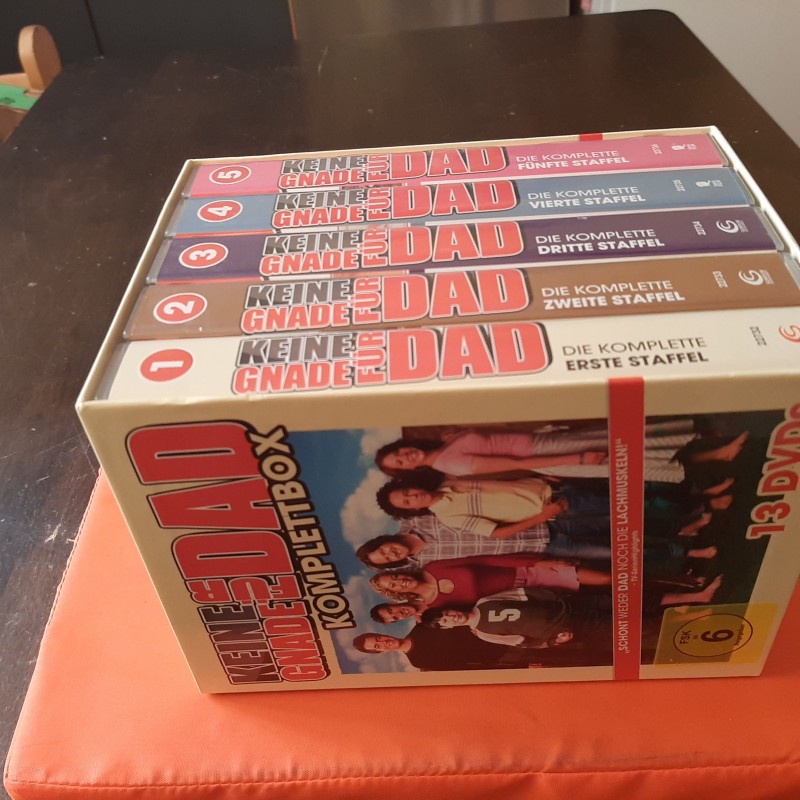 5
KEINE
GNADE FÜR DAD
DIE KOMPLETTE
FÜNFTE STAFFEL
4
KEINE
GNADE FÜR DAD
DIE KOMPLETTE
VIERTE STAFFEL
3
KEINE
GNADE FÜR DAD
DIE KOMPLETTE
DRITTE STAFFEL
2
KEINE
GNADE FÜR DAD
DIE KOMPLETTE
ZWEITE STAFFEL
1
KEINE
GNADE FÜR DAD
DIE KOMPLETTE
ERSTE STAFFEL
KEINE
GNADE FÜR DAD
KOMPLETTBOX
5
„SCHONT WEDER DAD NOCH DIE LACHMUSKELN!"
13 DVDs
FSK
6